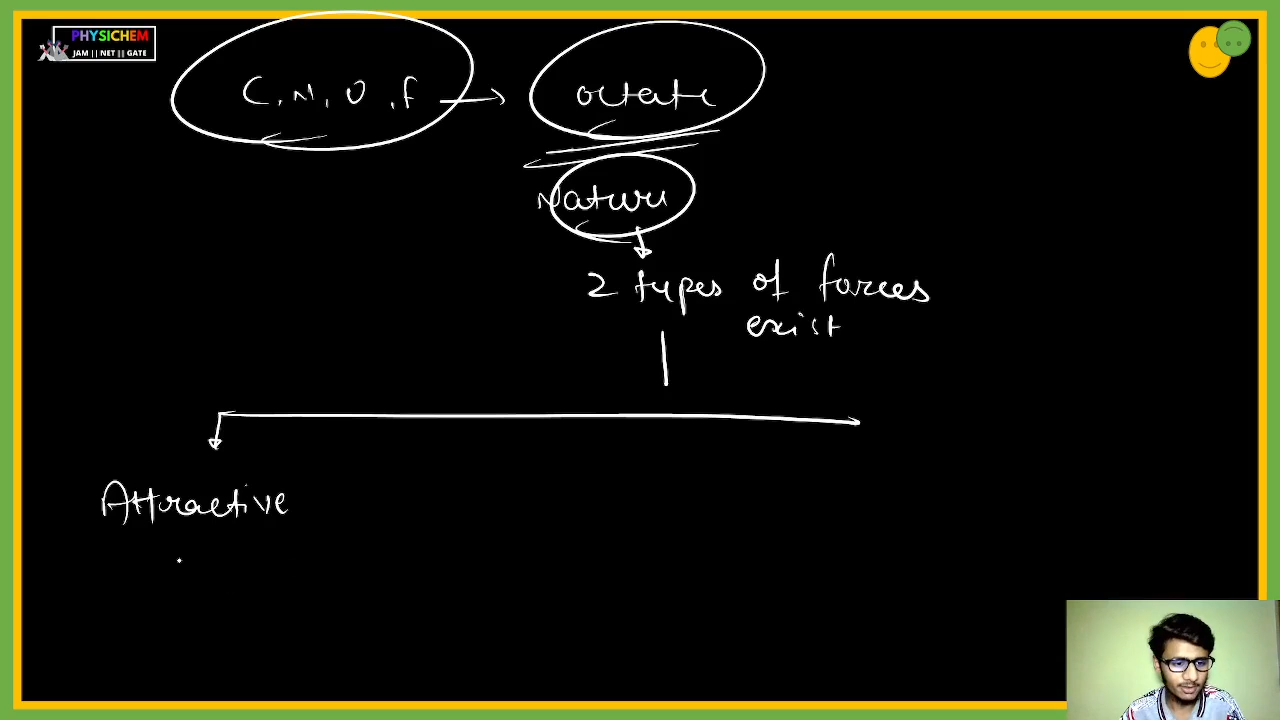 PHYSICHEM
JAM || NET || GATE
C, N, O, F → octate
Nature
2 types of forces
exist
Attractive